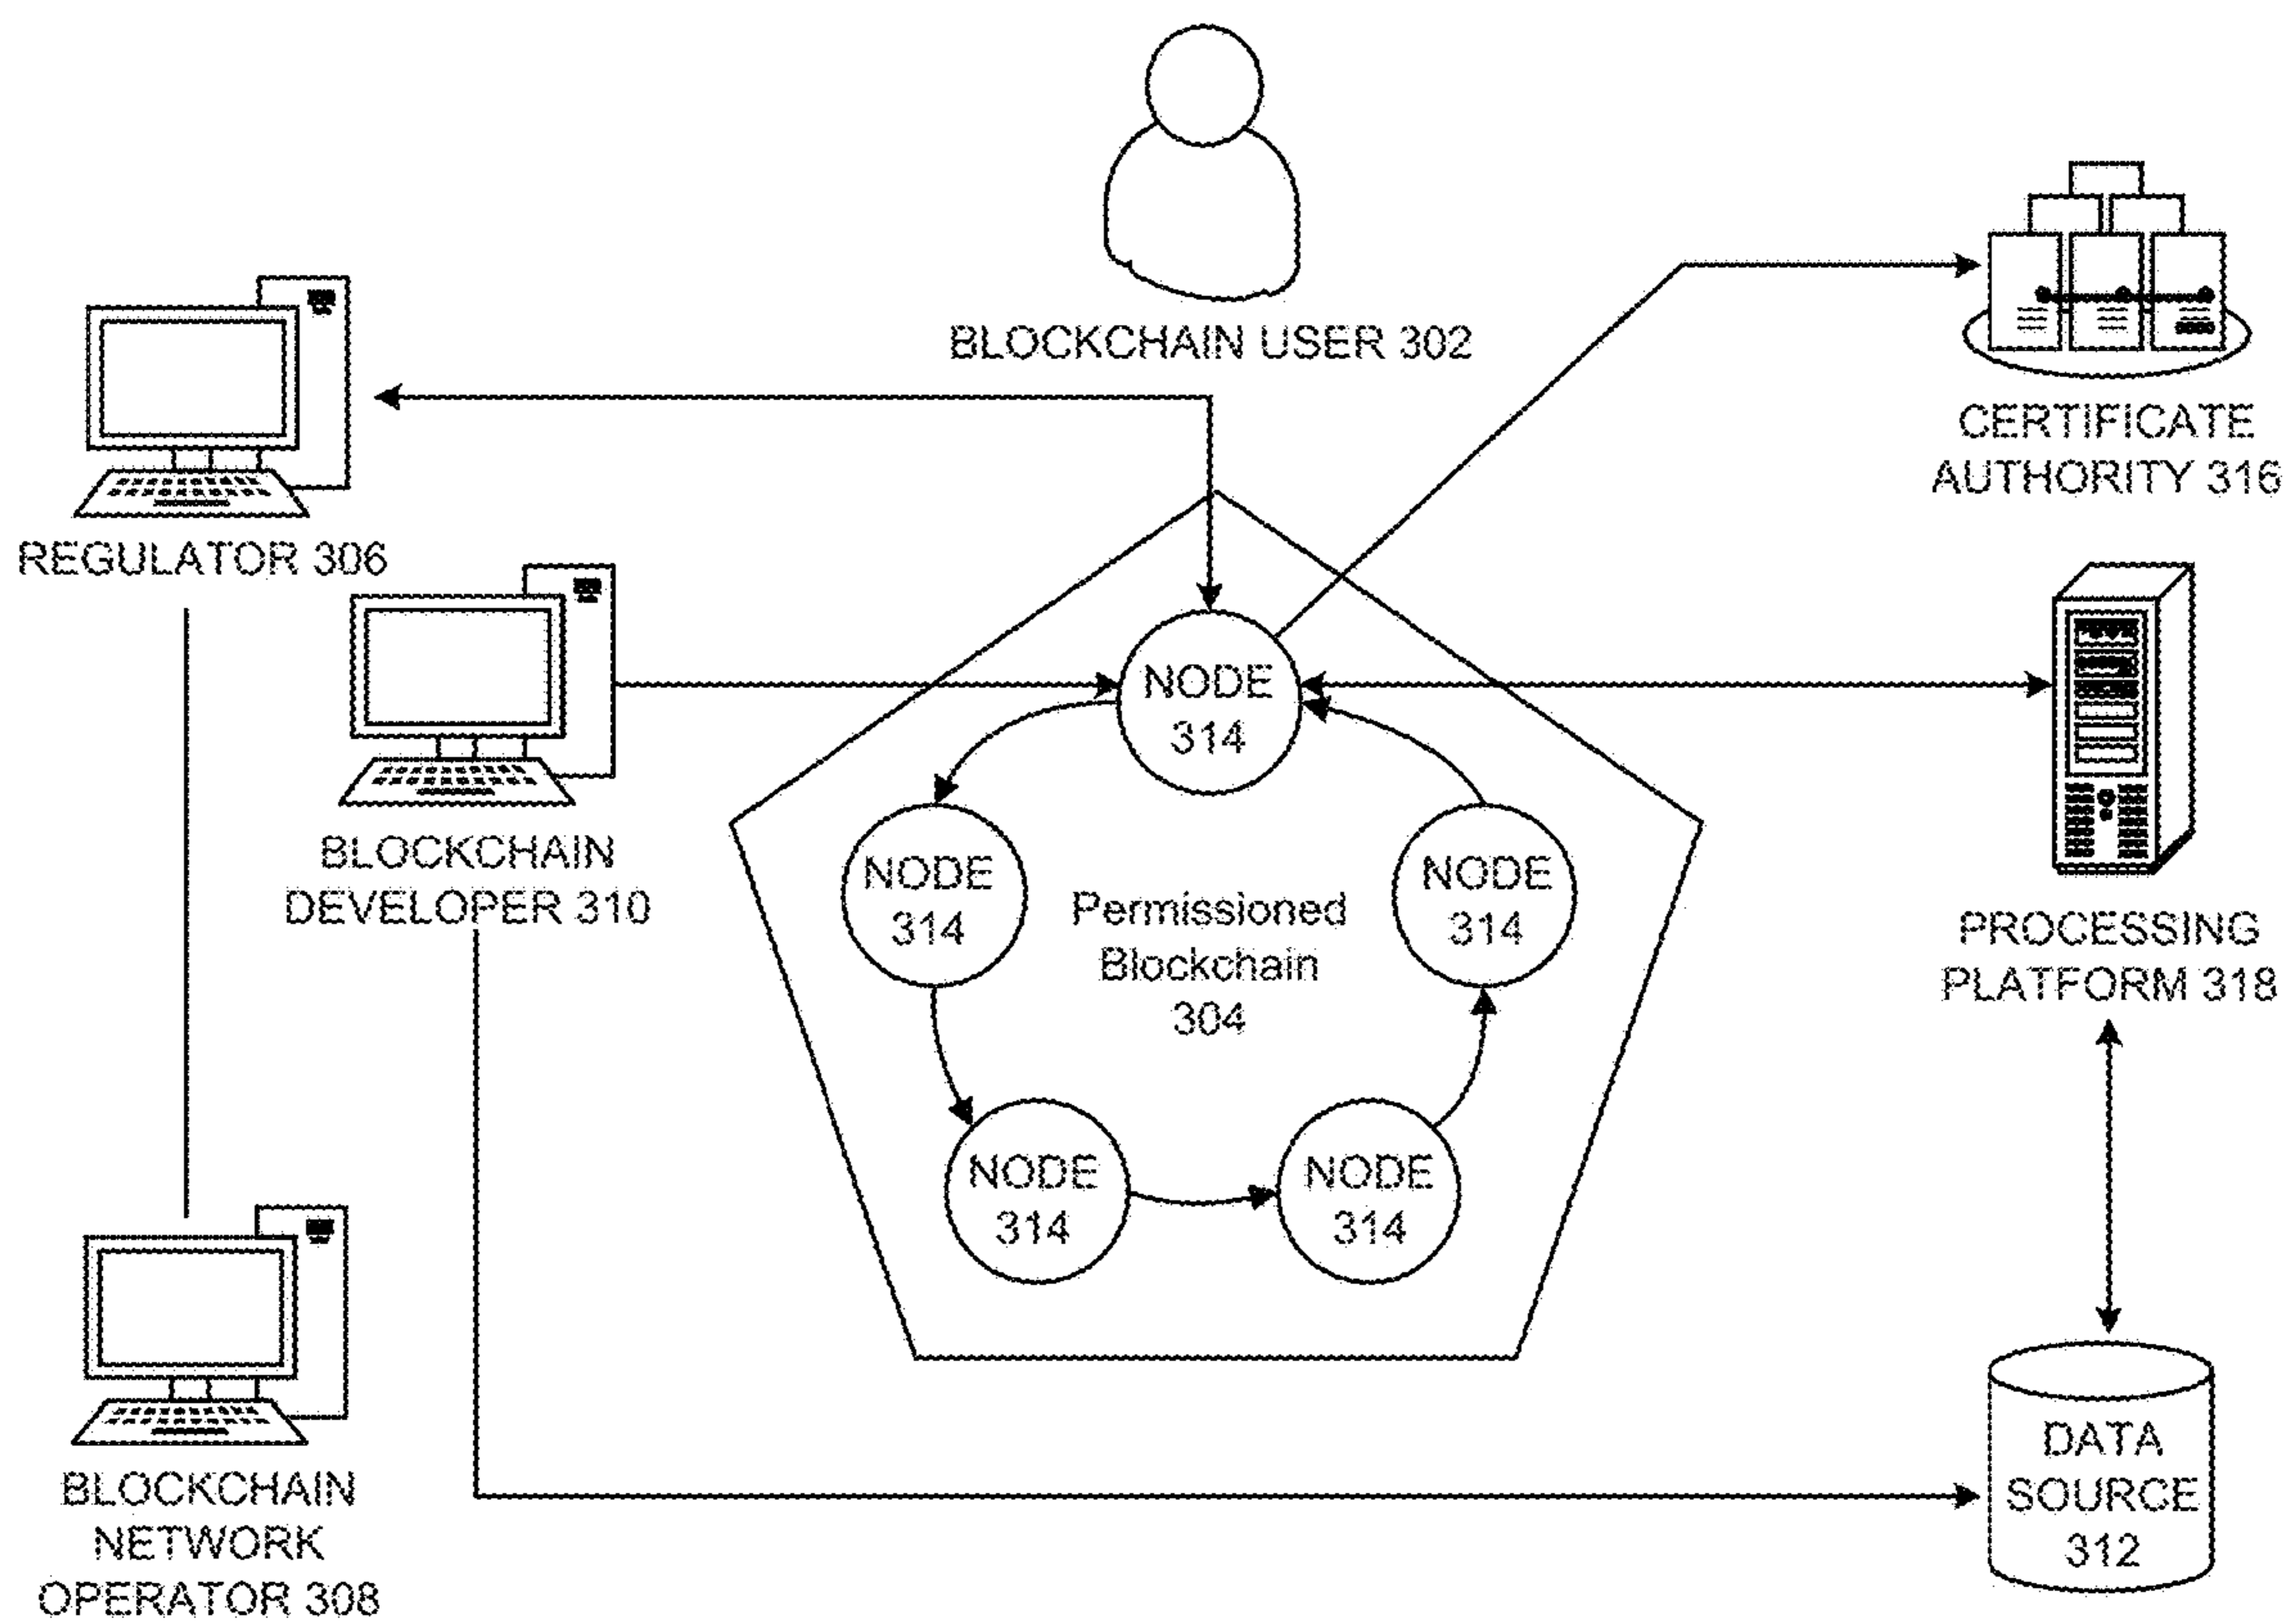 BLOCKCHAIN USER 302
CERTIFICATE
AUTHORITY 316
REGULATOR 306
BLOCKCHAIN
DEVELOPER 310
NODE
314
NODE
314
Permissioned
Blockchain
304
NODE
314
PROCESSING
PLATFORM 318
NODE
314
NODE
314
BLOCKCHAIN
NETWORK
OPERATOR 308
DATA
SOURCE
312